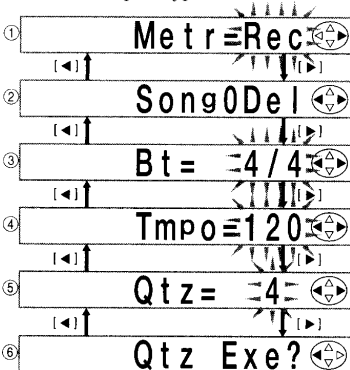 ① Metr=Rec
[◀] [▶]
② Song0Del
[◀] [▶]
③ Bt= 4/4
[◀] [▶]
④ Tmpo=120
[◀] [▶]
⑤ Qtz= 4
[◀] [▶]
⑥ Qtz Exe?